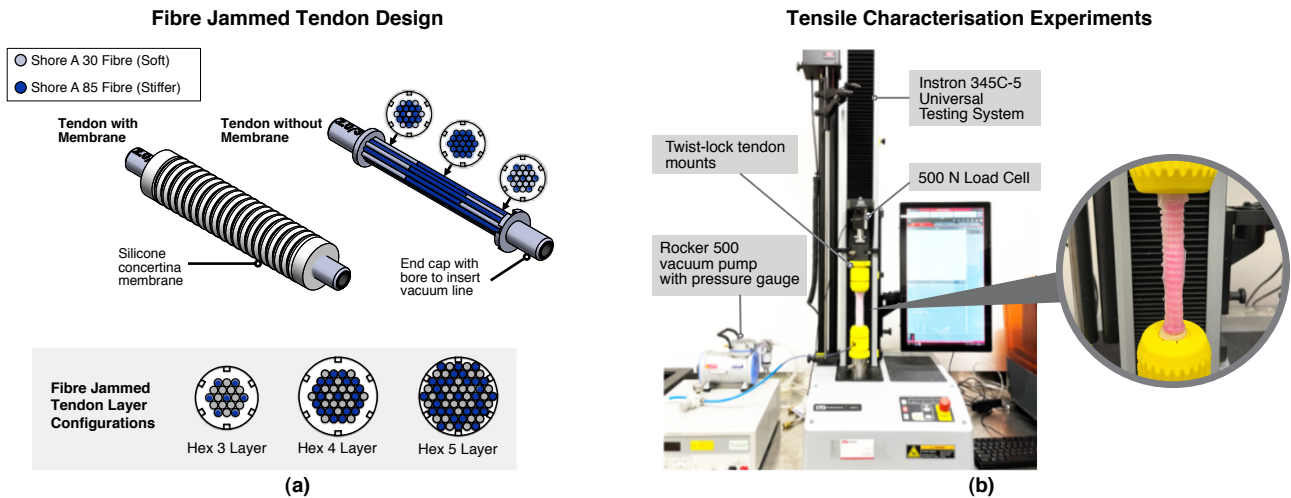 Fibre Jammed Tendon Design
Shore A 30 Fibre (Soft)
Shore A 85 Fibre (Stiffer)
Tendon with
Membrane
Tendon without
Membrane
Silicone
concertina
membrane
End cap with
bore to insert
vacuum line
Fibre Jammed
Tendon Layer
Configurations
Hex 3 Layer
Hex 4 Layer
Hex 5 Layer
(a)
Tensile Characterisation Experiments
Instron 345C-5
Universal
Testing System
Twist-lock tendon
mounts
500 N Load Cell
Rocker 500
vacuum pump
with pressure gauge
(b)